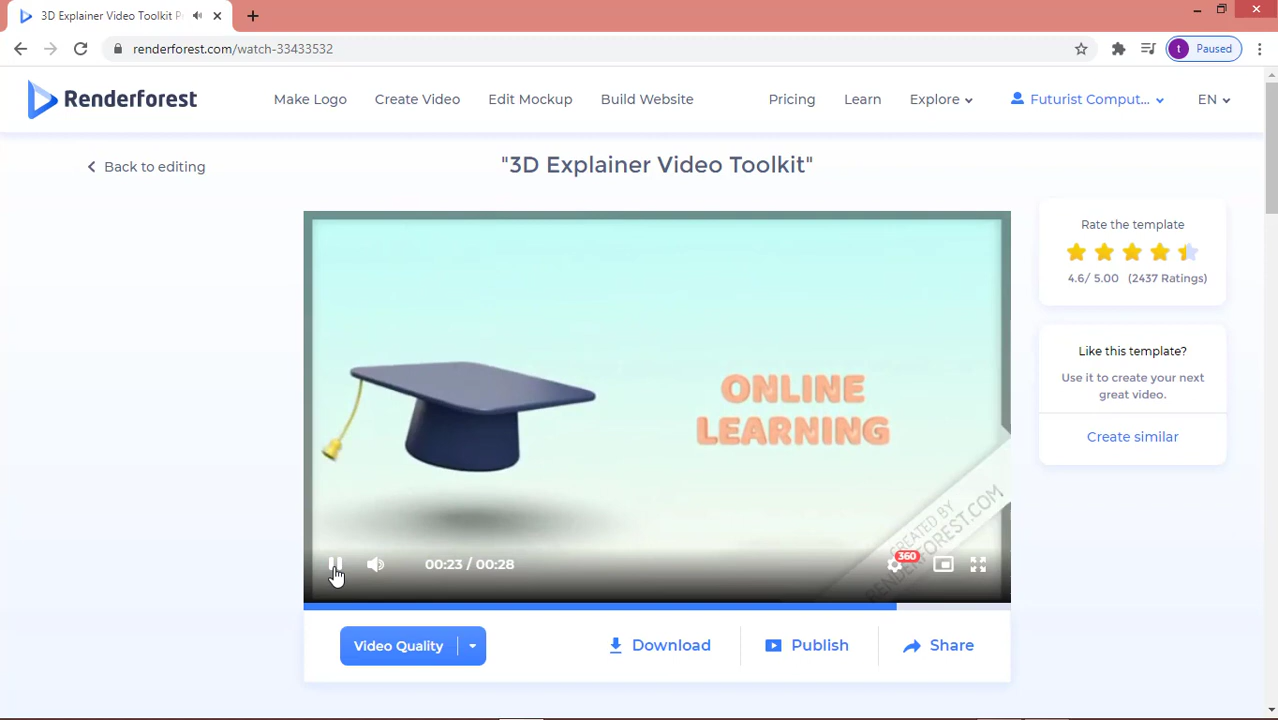 3D Explainer Video Toolkit P
renderforest.com/watch-33433532
t Paused
Renderforest
Make Logo
Create Video
Edit Mockup
Build Website
Pricing
Learn
Explore
Futurist Comput...
EN
Back to editing
"3D Explainer Video Toolkit"
Rate the template
4.6/ 5.00 (2437 Ratings)
Like this template?
Use it to create your next
great video.
Create similar
ONLINE
LEARNING
CREATED BY
RENDERFOREST.COM
00:23 / 00:28
360
Video Quality
Download
Publish
Share